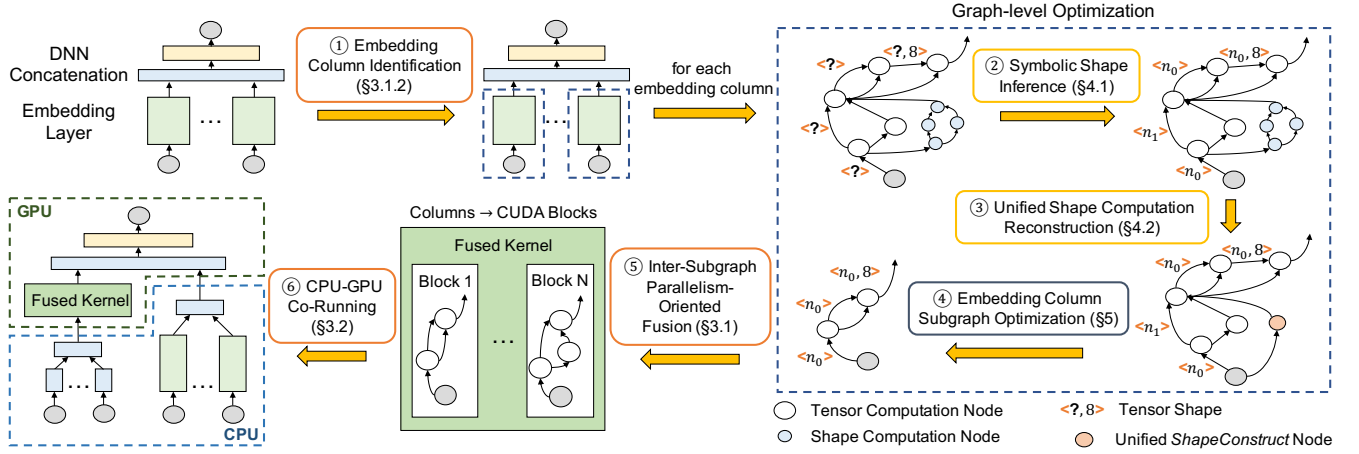 Graph-level Optimization
DNN
Concatenation
Embedding
Layer
...
① Embedding
Column Identification
(§3.1.2)
...
for each
embedding column
<?>
<?, 8>
<?>
<?>
② Symbolic Shape
Inference (§4.1)
<n₀>
<n₀, 8>
<n₁>
<n₀>
③ Unified Shape Computation
Reconstruction (§4.2)
<n₀>
<n₀, 8>
<n₁>
<n₀>
④ Embedding Column
Subgraph Optimization (§5)
<n₀, 8>
<n₀>
<n₀>
⑤ Inter-Subgraph
Parallelism-
Oriented
Fusion (§3.1)
Columns → CUDA Blocks
Fused Kernel
Block 1
...
Block N
⑥ CPU-GPU
Co-Running
(§3.2)
GPU
Fused Kernel
...
...
...
CPU
Tensor Computation Node
<?, 8> Tensor Shape
Shape Computation Node
Unified ShapeConstruct Node